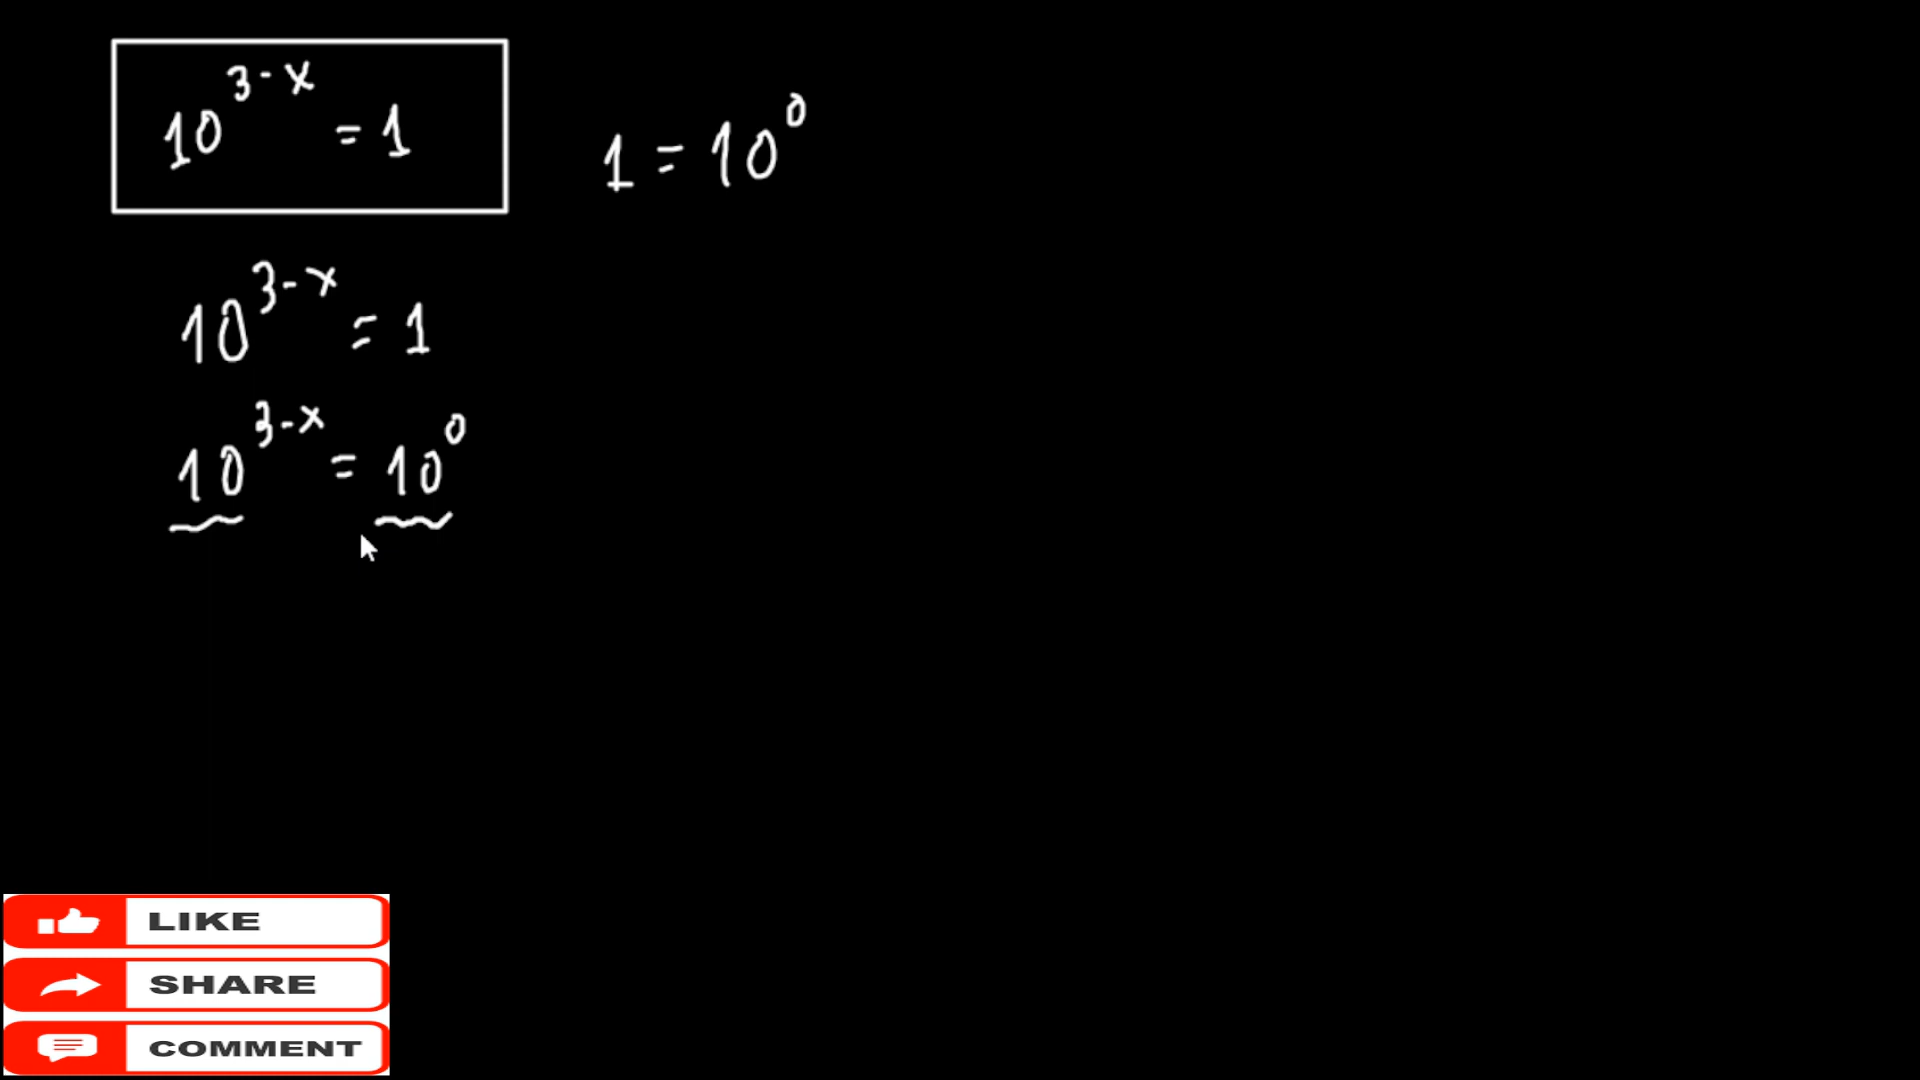 10^{3-x} = 1
1 = 10^0
10^{3-x} = 1
10^{3-x} = 10^0
LIKE
SHARE
COMMENT